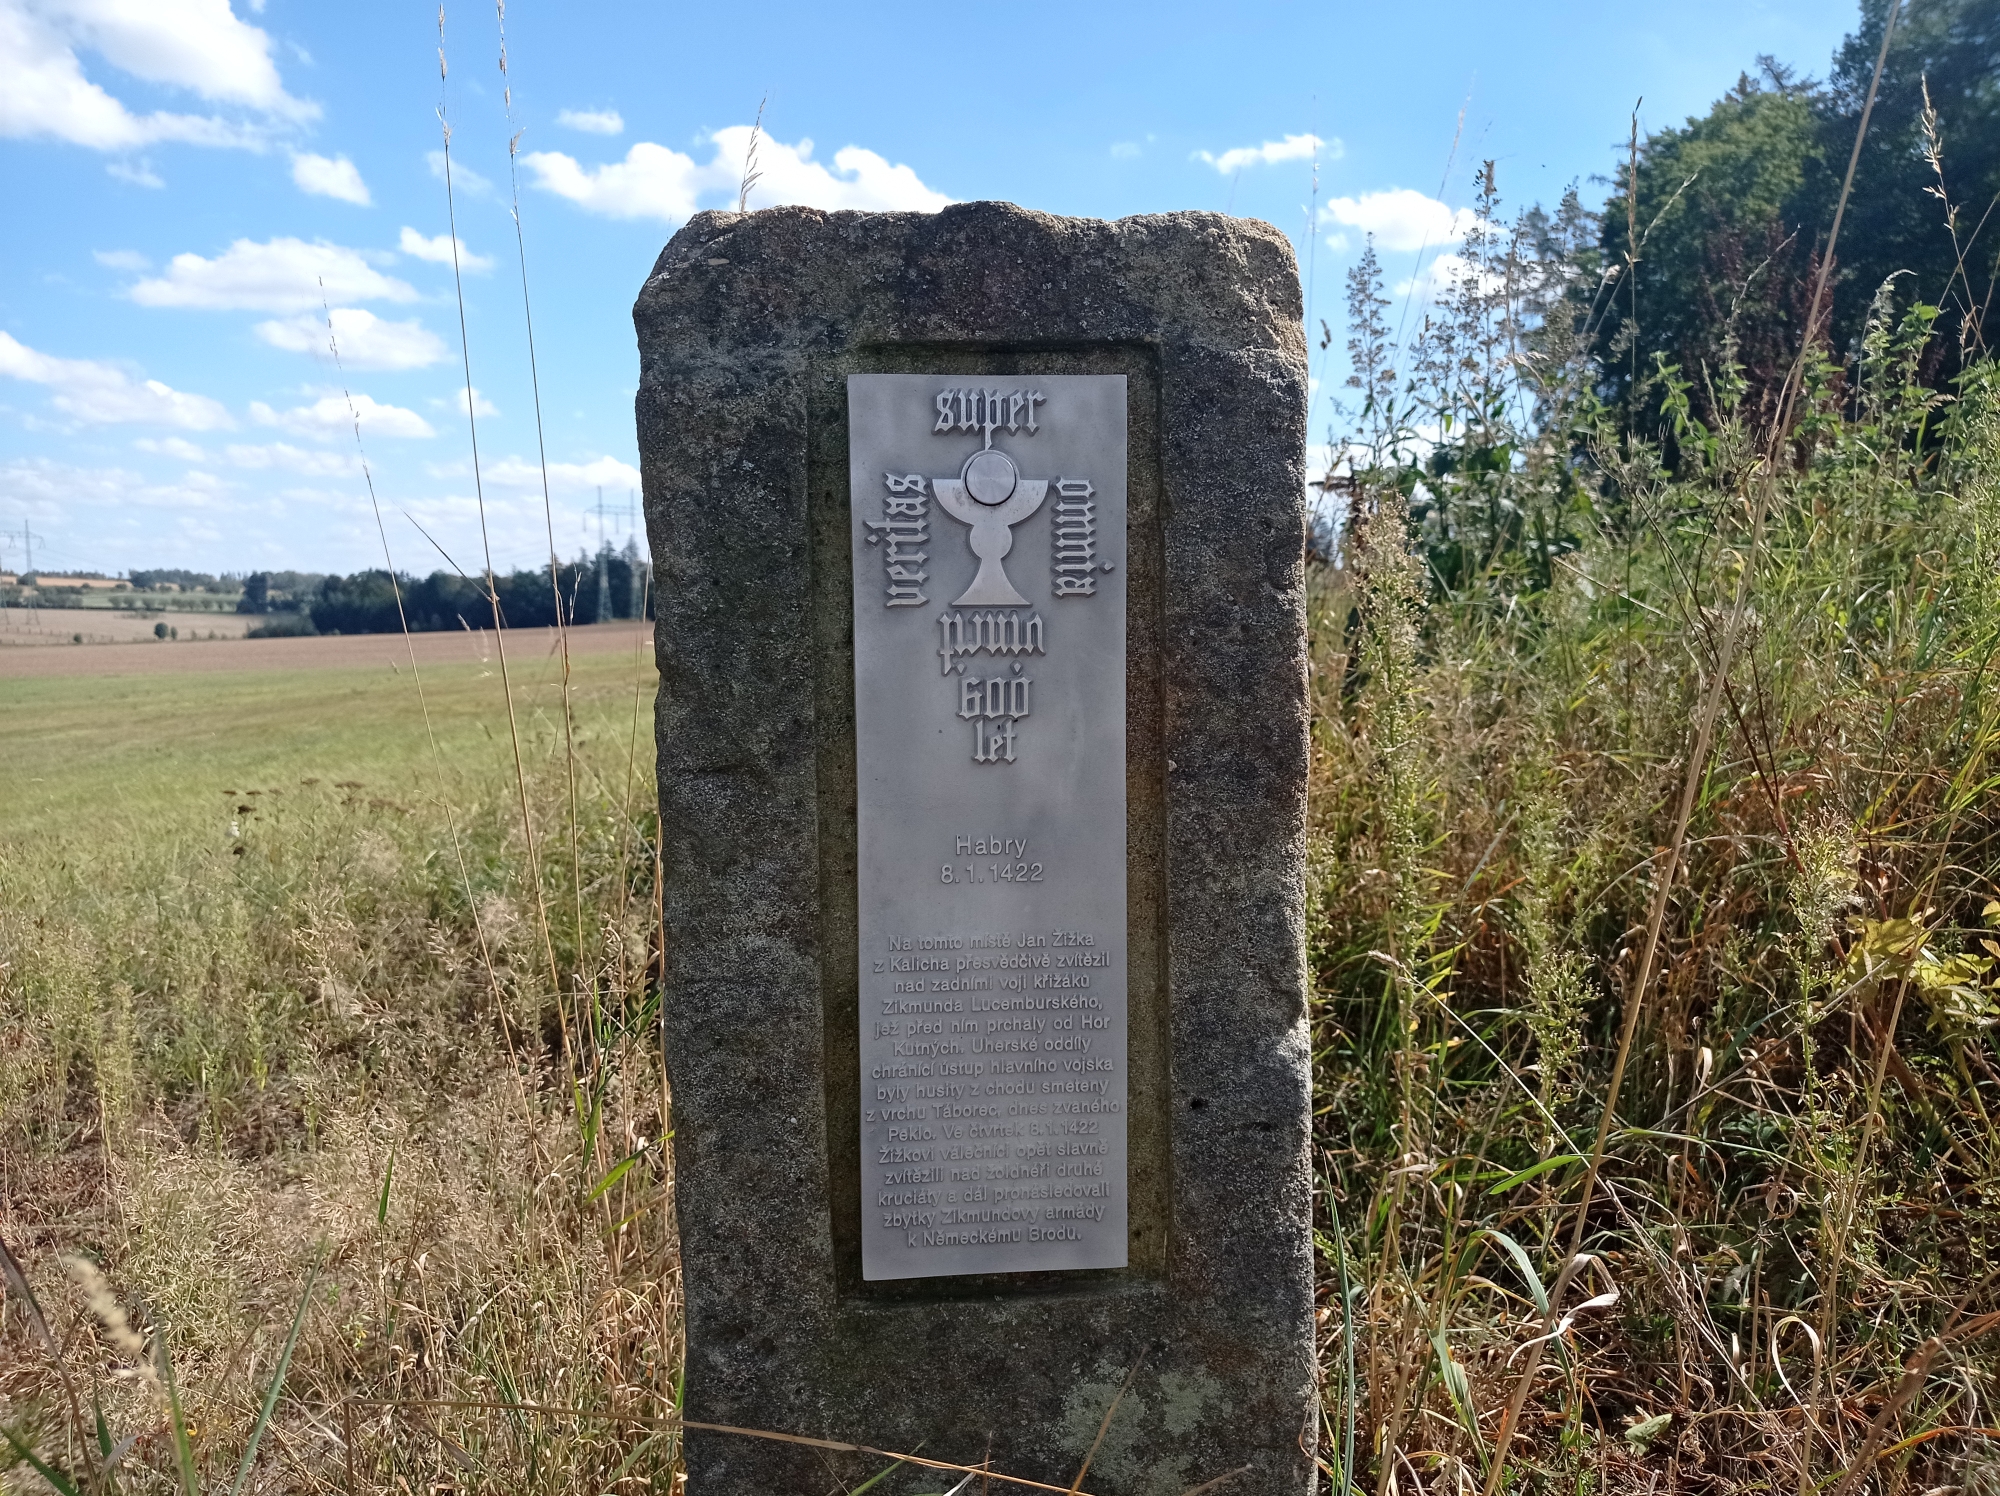 super
veritas
omnia
vincit
600
let
Habry
8. 1. 1422
Na tomto místě Jan Žižka
z Kalicha přesvědčivě zvítězil
nad zadními voji křižáků
Zikmunda Lucemburského,
jež před ním prchaly od Hor
Kutných. Uherské oddíly
chránící ústup hlavního vojska
byly husity z chodu smeteny
z vrchu Táborec, dnes zvaného
Peklo. Ve čtvrtek 8.1.1422
Žižkovi válečníci opět slavně
zvítězili nad žoldnéři druhé
kruciáty a dál pronásledovali
zbytky Zikmundovy armády
k Německému Brodu.